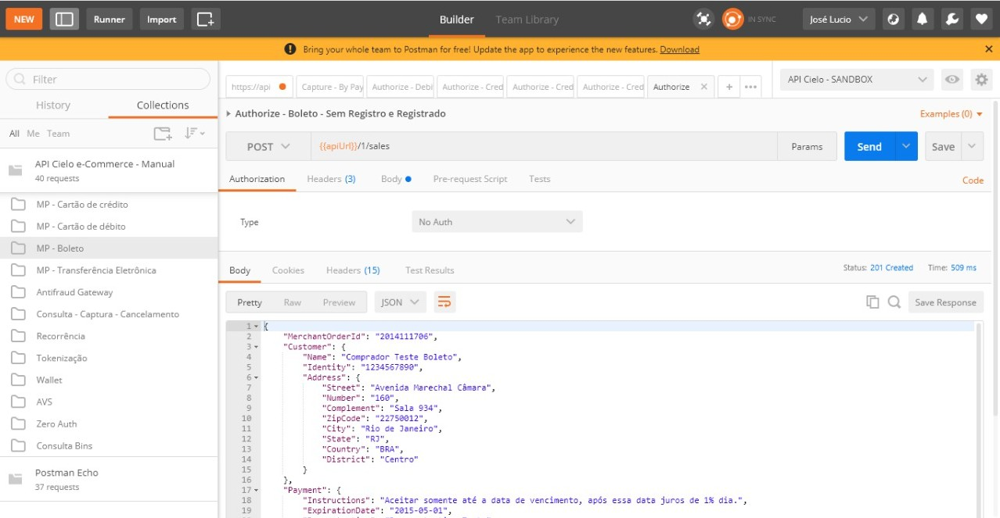 NEW Runner Import Builder Team Library IN SYNC José Lucio
Bring your whole team to Postman for free! Update the app to experience the new features. Download
Filter
History Collections
All Me Team
API Cielo e-Commerce - Manual
40 requests
MP - Cartão de crédito
MP - Cartão de débito
MP - Boleto
MP - Transferência Eletrônica
Antifraud Gateway
Consulta - Captura - Cancelamento
Recorrência
Tokenização
Wallet
AVS
Zero Auth
Consulta Bins
Postman Echo
37 requests
https://api Capture - By Pay Authorize - Debi Authorize - Cred Authorize - Cred Authorize - Cred Authorize + ••• API Cielo - SANDBOX
Authorize - Boleto - Sem Registro e Registrado Examples (0)
POST {{apiUrl}}/1/sales Params Send Save
Authorization Headers (3) Body Pre-request Script Tests Code
Type No Auth
Body Cookies Headers (15) Test Results Status: 201 Created Time: 509 ms
Pretty Raw Preview JSON Save Response
1 {
2 "MerchantOrderId": "2014111706",
3 "Customer": {
4 "Name": "Comprador Teste Boleto",
5 "Identity": "1234567890",
6 "Address": {
7 "Street": "Avenida Marechal Câmara",
8 "Number": "160",
9 "Complement": "Sala 934",
10 "ZipCode": "22750012",
11 "City": "Rio de Janeiro",
12 "State": "RJ",
13 "Country": "BRA",
14 "District": "Centro"
15 }
16 },
17 "Payment": {
18 "Instructions": "Aceitar somente até a data de vencimento, após essa data juros de 1% dia.",
19 "ExpirationDate": "2015-05-01",